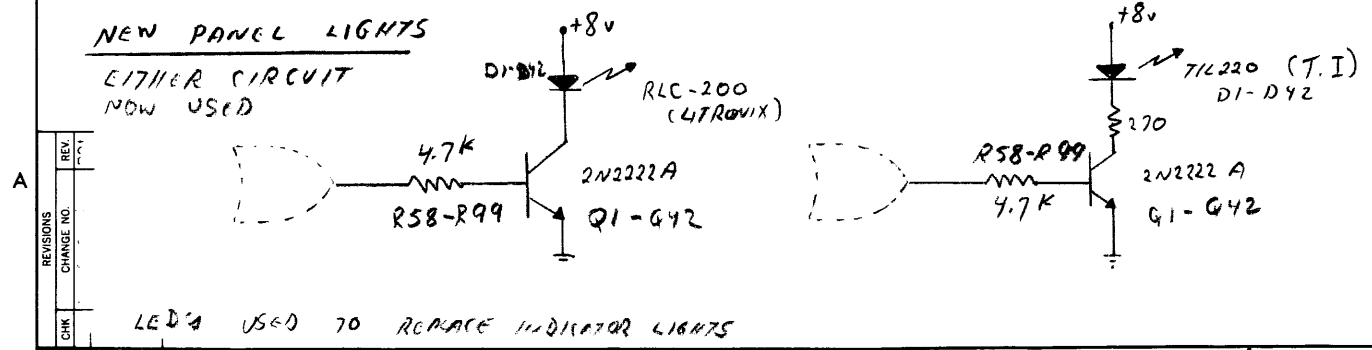 NEW PANEL LIGHTS
EITHER CIRCUIT
NOW USED
+8v
D1-D42
RLC-200
(LITRONIX)
4.7K
R58-R99
2N2222A
Q1-Q42
+8v
TIL220 (T.I)
D1-D42
270
R58-R99
4.7K
2N2222A
Q1-Q42
A
REVISIONS
CHK
CHANGE NO.
REV.
LED's USED TO REPLACE INDICATOR LIGHTS